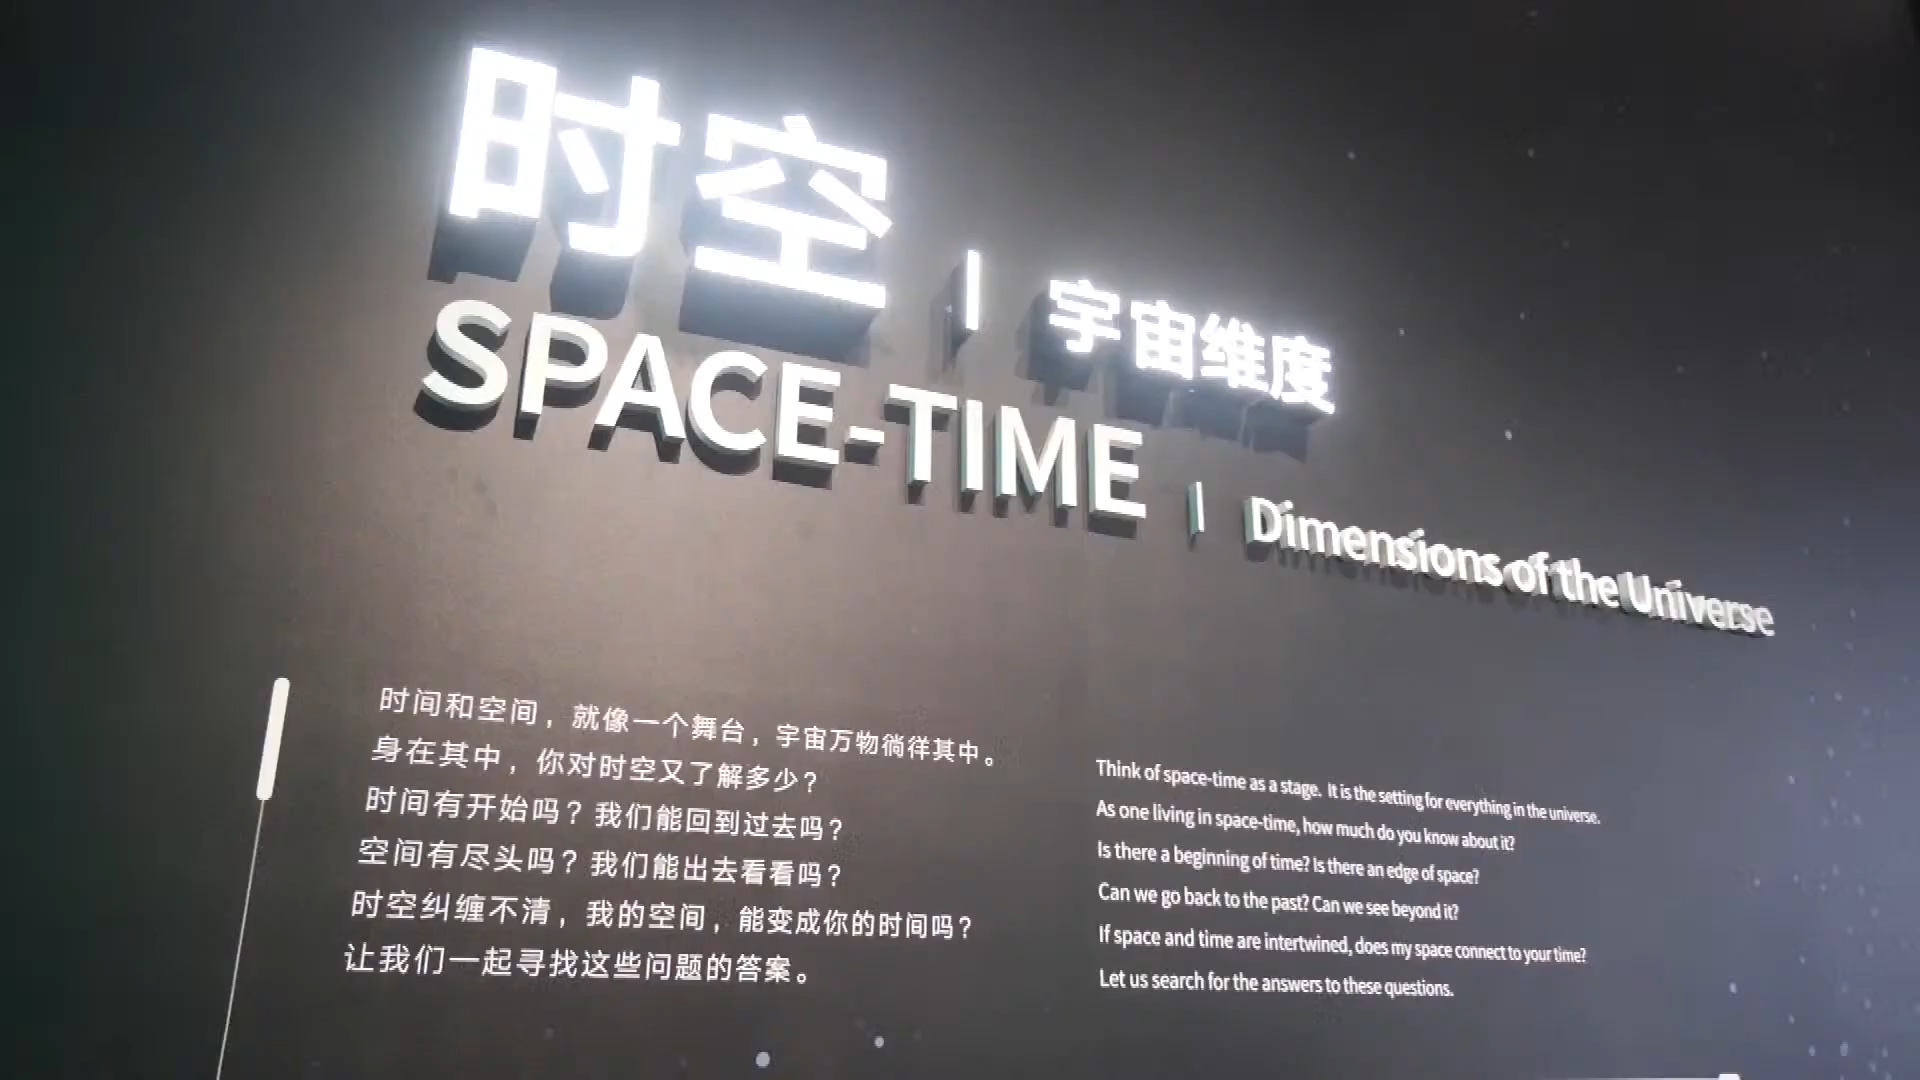 时空 | 宇宙维度
SPACE-TIME | Dimensions of the Universe
时间和空间，就像一个舞台，宇宙万物徜徉其中。
身在其中，你对时空又了解多少？
时间有开始吗？我们能回到过去吗？
空间有尽头吗？我们能出去看看吗？
时空纠缠不清，我的空间，能变成你的时间吗？
让我们一起寻找这些问题的答案。
Think of space-time as a stage. It is the setting for everything in the universe.
As one living in space-time, how much do you know about it?
Is there a beginning of time? Is there an edge of space?
Can we go back to the past? Can we see beyond it?
If space and time are intertwined, does my space connect to your time?
Let us search for the answers to these questions.